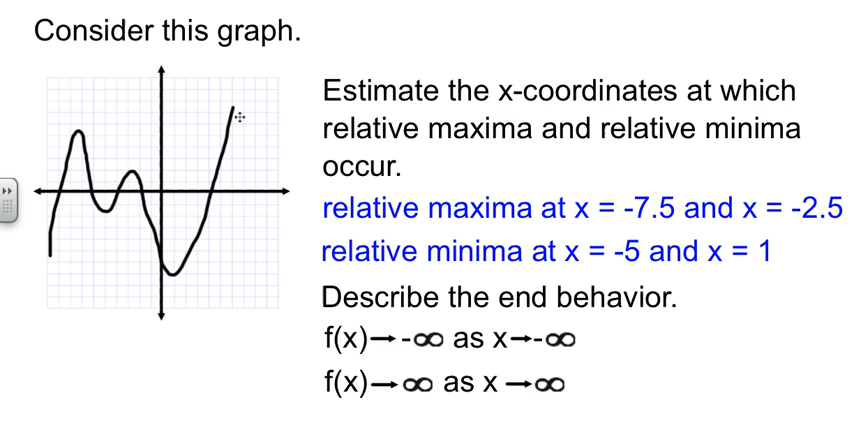 Consider this graph.
Estimate the x-coordinates at which
relative maxima and relative minima
occur.
relative maxima at x = -7.5 and x = -2.5
relative minima at x = -5 and x = 1
Describe the end behavior.
f(x)→-∞ as x→-∞
f(x)→∞ as x→∞